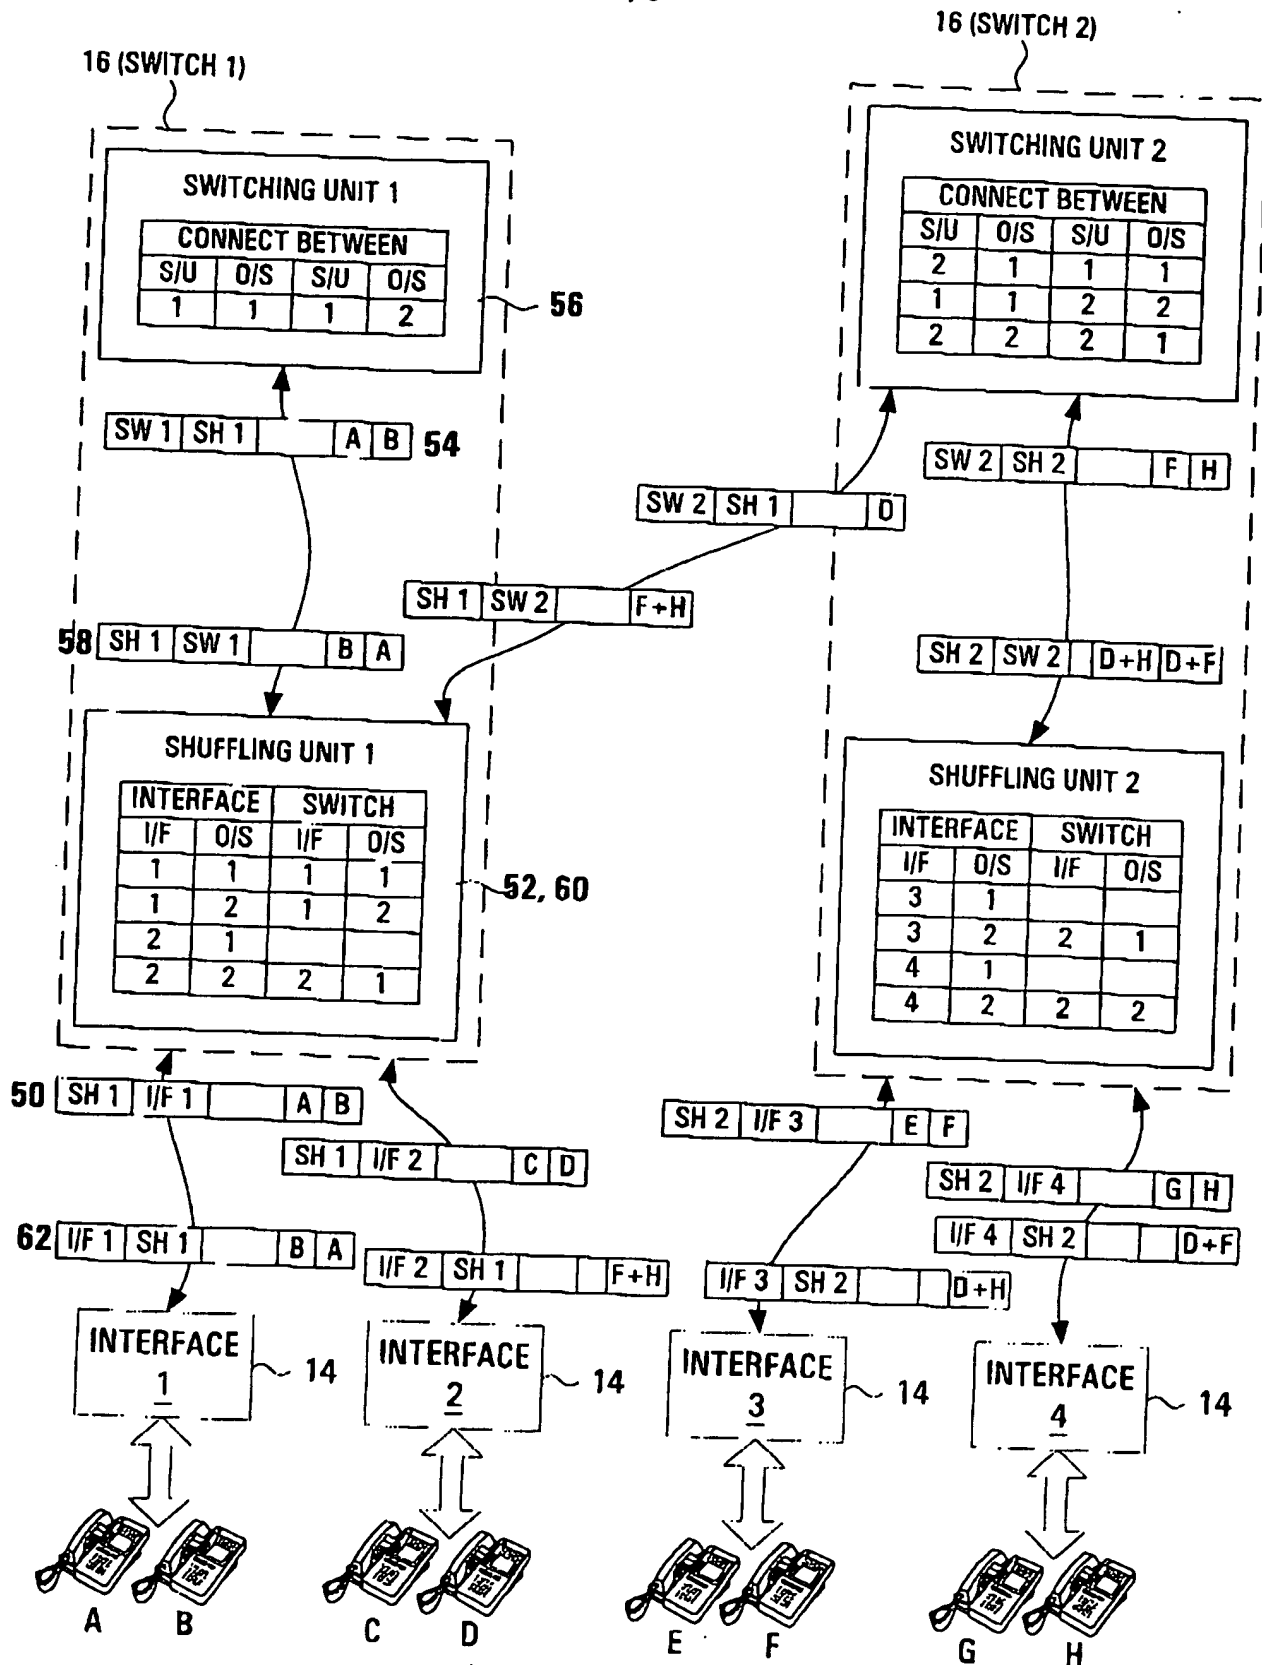 16 (SWITCH 1)
16 (SWITCH 2)
SWITCHING UNIT 1
CONNECT BETWEEN
S/U O/S S/U O/S
1 1 1 2
56
SWITCHING UNIT 2
CONNECT BETWEEN
S/U O/S S/U O/S
2 1 1 1
1 1 2 2
2 2 2 1
SW 1 SH 1 A B 54
SW 2 SH 2 F H
SW 2 SH 1 D
SH 1 SW 2 F+H
58 SH 1 SW 1 B A
SH 2 SW 2 D+H D+F
SHUFFLING UNIT 1
INTERFACE SWITCH
I/F O/S I/F O/S
1 1 1 1
1 2 1 2
2 1
2 2 2 1
52, 60
SHUFFLING UNIT 2
INTERFACE SWITCH
I/F O/S I/F O/S
3 1
3 2 2 1
4 1
4 2 2 2
50 SH 1 I/F 1 A B
SH 1 I/F 2 C D
SH 2 I/F 3 E F
SH 2 I/F 4 G H
62 I/F 1 SH 1 B A
I/F 2 SH 1 F+H
I/F 3 SH 2 D+H
I/F 4 SH 2 D+F
INTERFACE
1
14
INTERFACE
2
14
INTERFACE
3
14
INTERFACE
4
14
A B C D E F G H